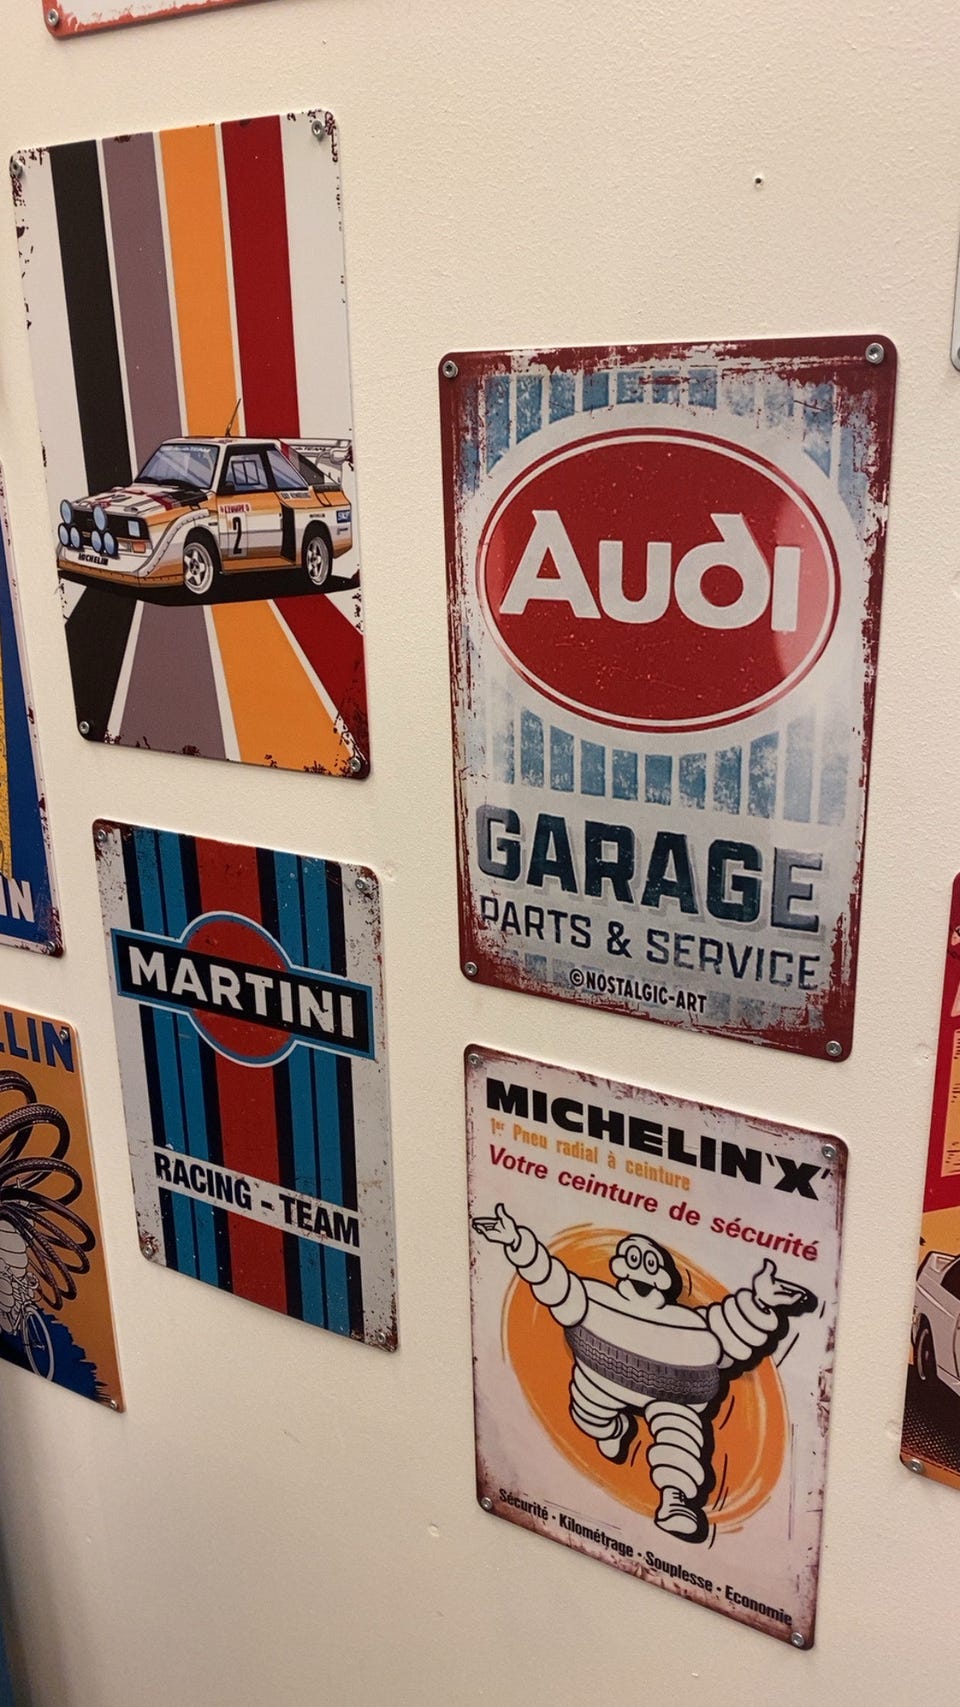 MICHELIN
L'EQUIPE
2
Audi
GARAGE
PARTS & SERVICE
©NOSTALGIC-ART
IN
MARTINI
RACING - TEAM
LLIN
MICHELIN 'X'
1er Pneu radial à ceinture
Votre ceinture de sécurité
Sécurité · Kilométrage · Souplesse · Economie